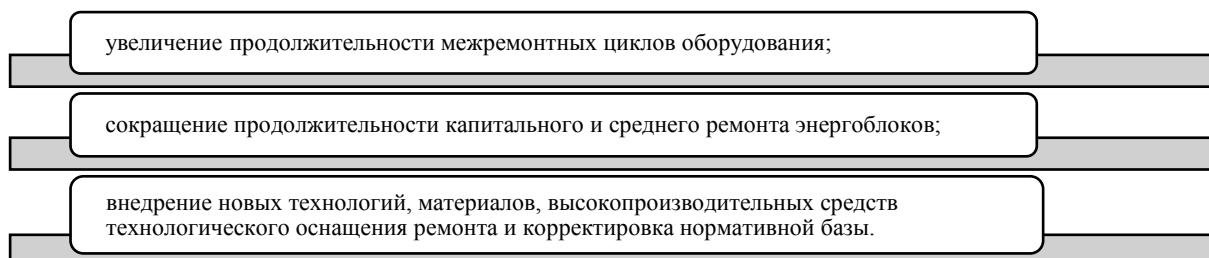 увеличение продолжительности межремонтных циклов оборудования;
сокращение продолжительности капитального и среднего ремонта энергоблоков;
внедрение новых технологий, материалов, высокопроизводительных средств
технологического оснащения ремонта и корректировка нормативной базы.